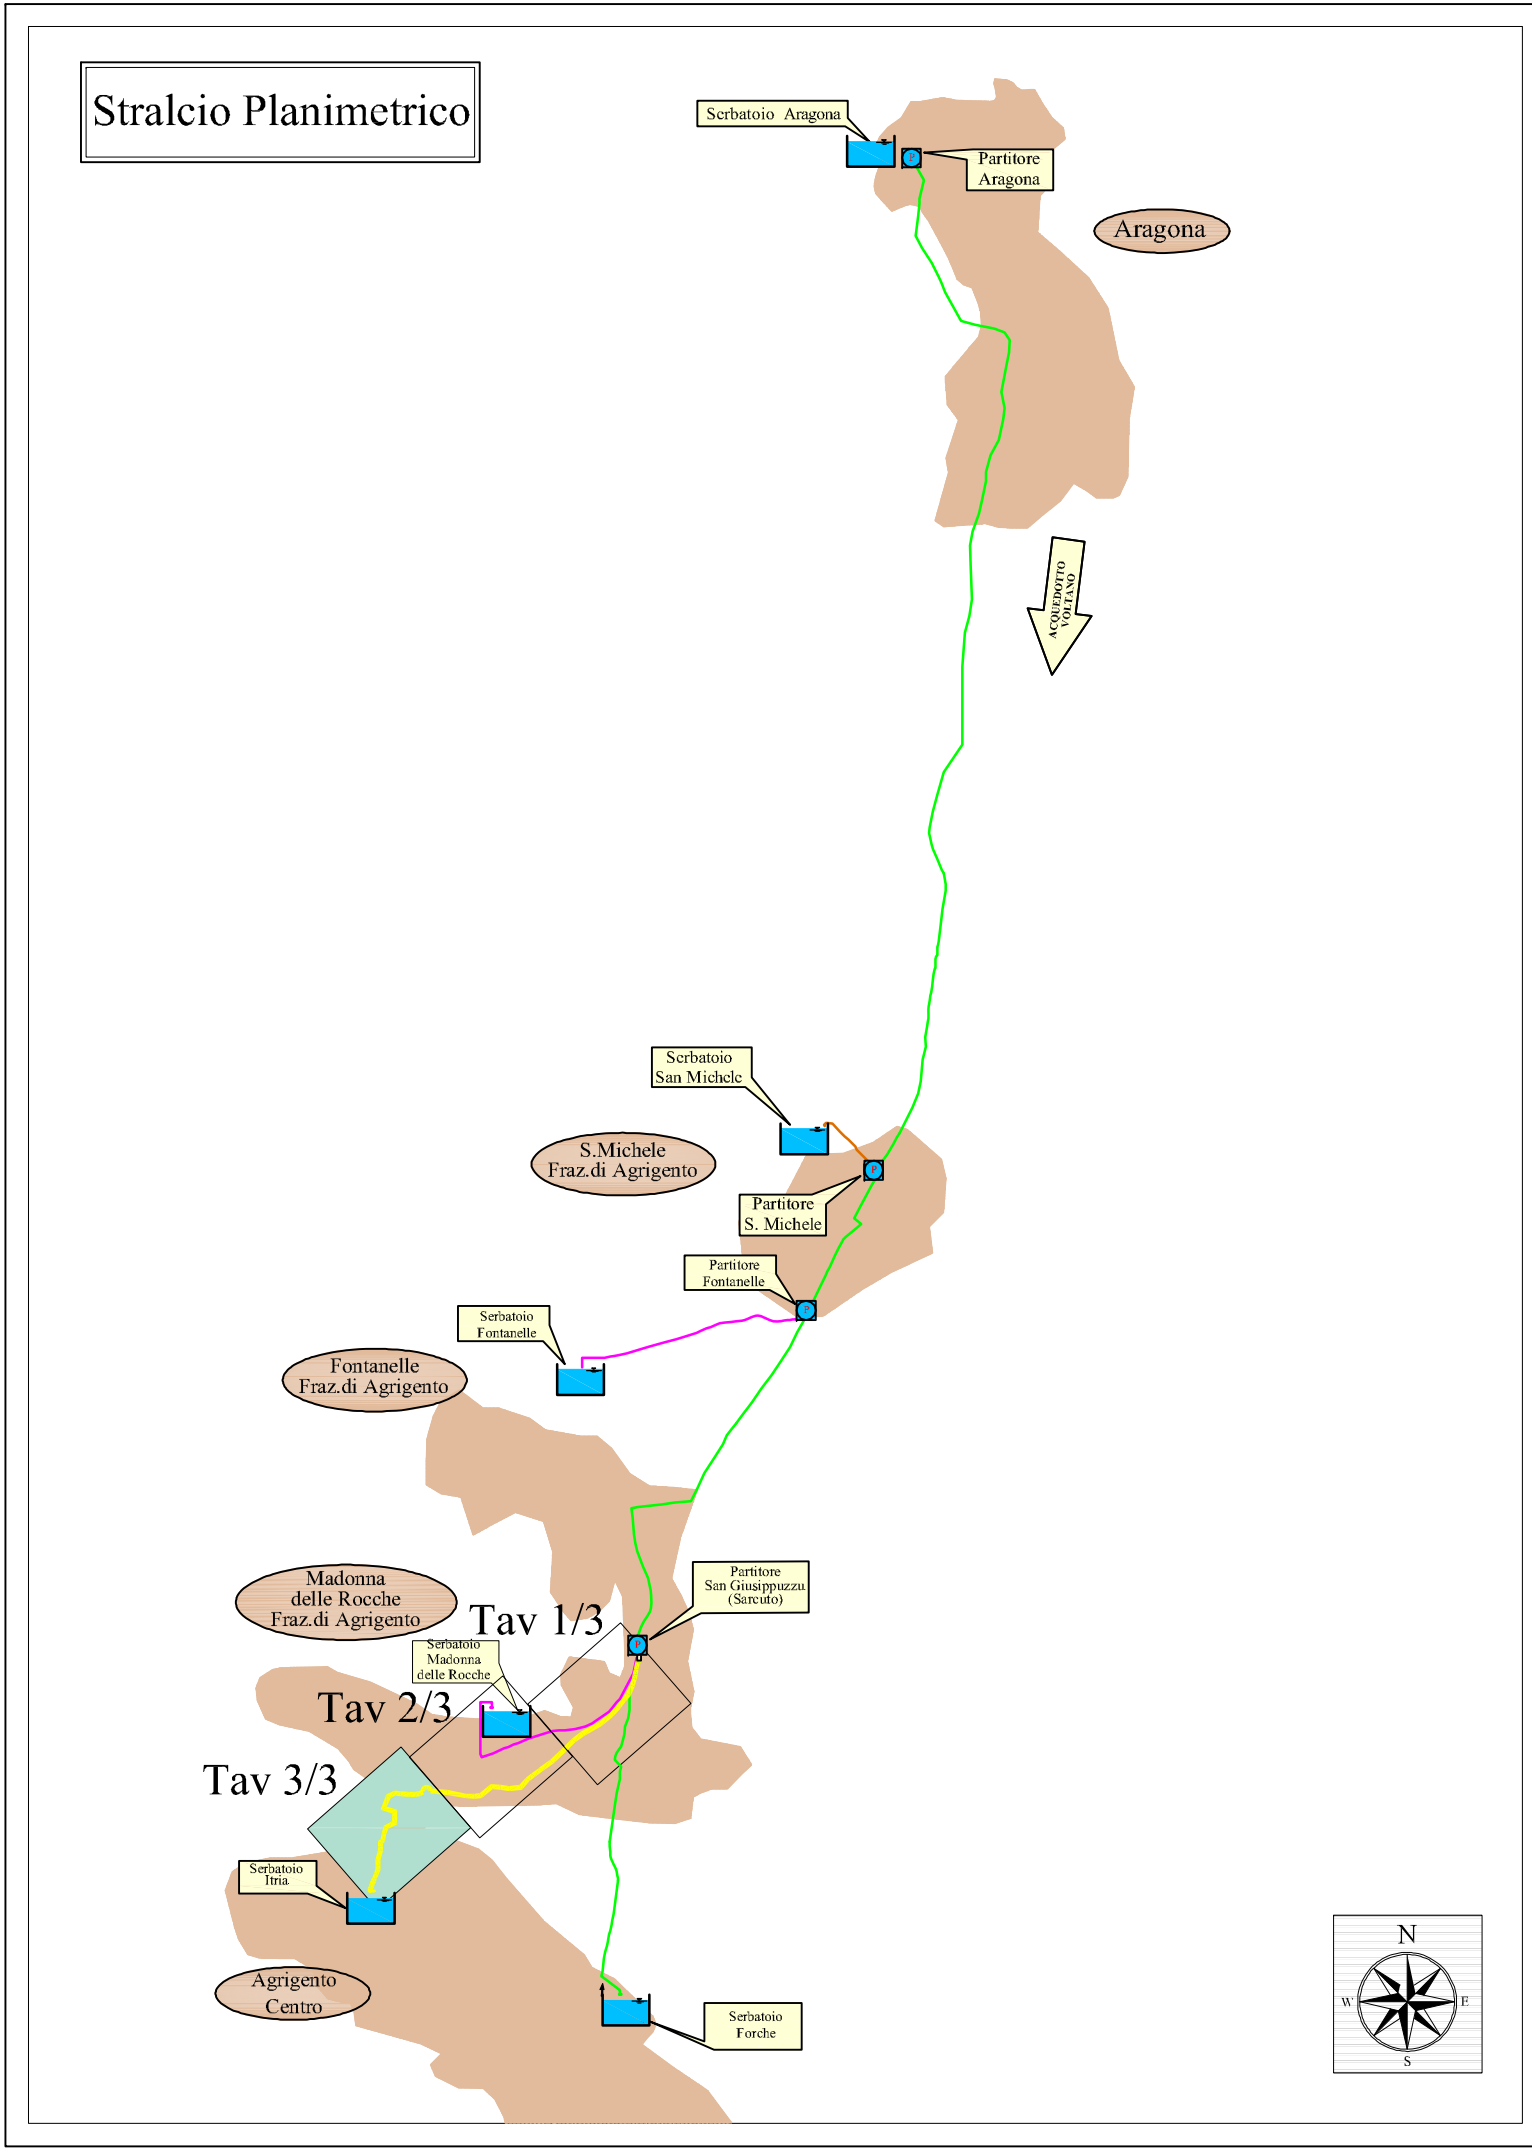 Stralcio Planimetrico
Serbatoio Aragona
Partitore
Aragona
Aragona
ACQUEDOTTO
VOLTANO
Serbatoio
San Michele
S.Michele
Fraz.di Agrigento
P
P
Partitore
S. Michele
Partitore
Fontanelle
P
Serbatoio
Fontanelle
Fontanelle
Fraz.di Agrigento
Madonna
delle Rocche
Fraz.di Agrigento
Partitore
San Giusippuzzu
(Sarcuto)
Tav 1/3
P
Serbatoio
Madonna
delle Rocche
Tav 2/3
Tav 3/3
Serbatoio
Itria
Agrigento
Centro
Serbatoio
Forche
N
W
E
S